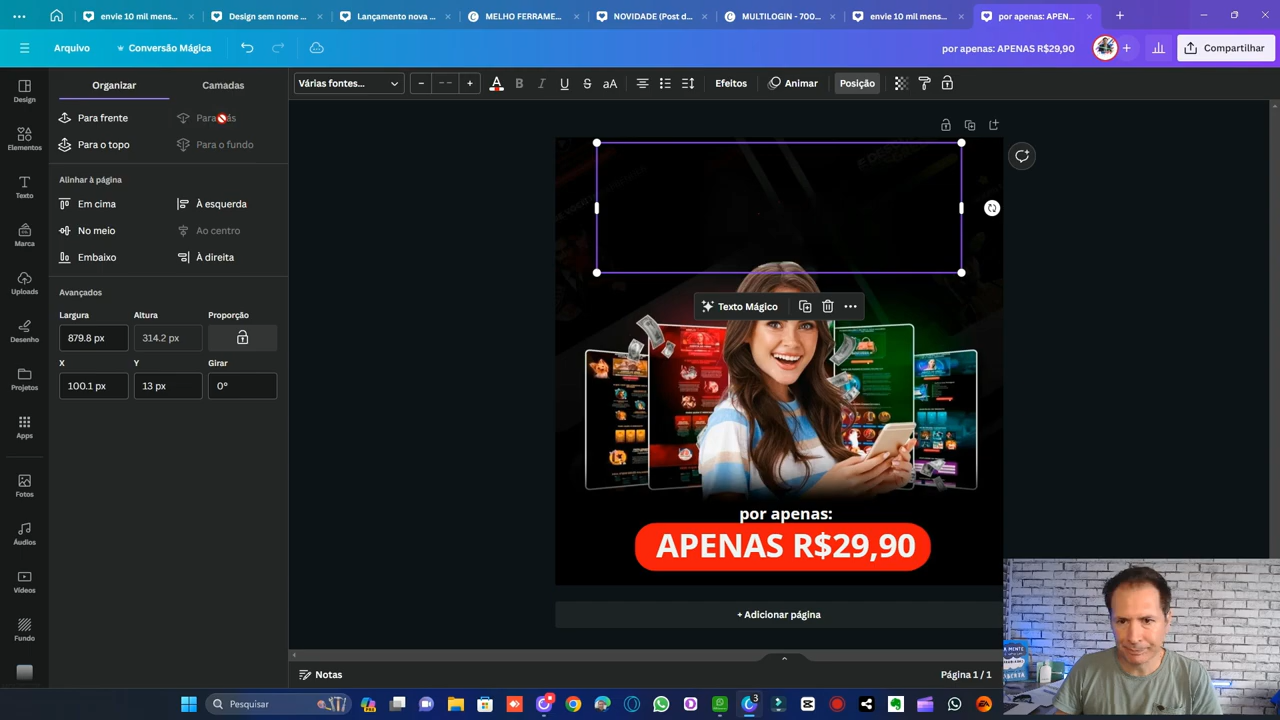 envie 10 mil mens...
Design sem nome ...
Lançamento nova ...
MELHO FERRAME...
NOVIDADE (Post d...
MULTILOGIN - 700...
envie 10 mil mens...
por apenas: APEN...
Arquivo
Conversão Mágica
por apenas: APENAS R$29,90
Compartilhar
Design
Elementos
Texto
Marca
Uploads
Desenho
Projetos
Apps
Fotos
Áudios
Vídeos
Fundo
Organizar
Camadas
Para frente
Para o topo
Para o fundo
Alinhar à página
Em cima
À esquerda
No meio
Ao centro
Embaixo
À direita
Avançados
Largura
Altura
Proporção
879.8 px
314.2 px
X
Y
Girar
100.1 px
13 px
0°
Várias fontes...
Efeitos
Animar
Posição
Texto Mágico
por apenas:
APENAS R$29,90
+ Adicionar página
Notas
Página 1 / 1
Pesquisar